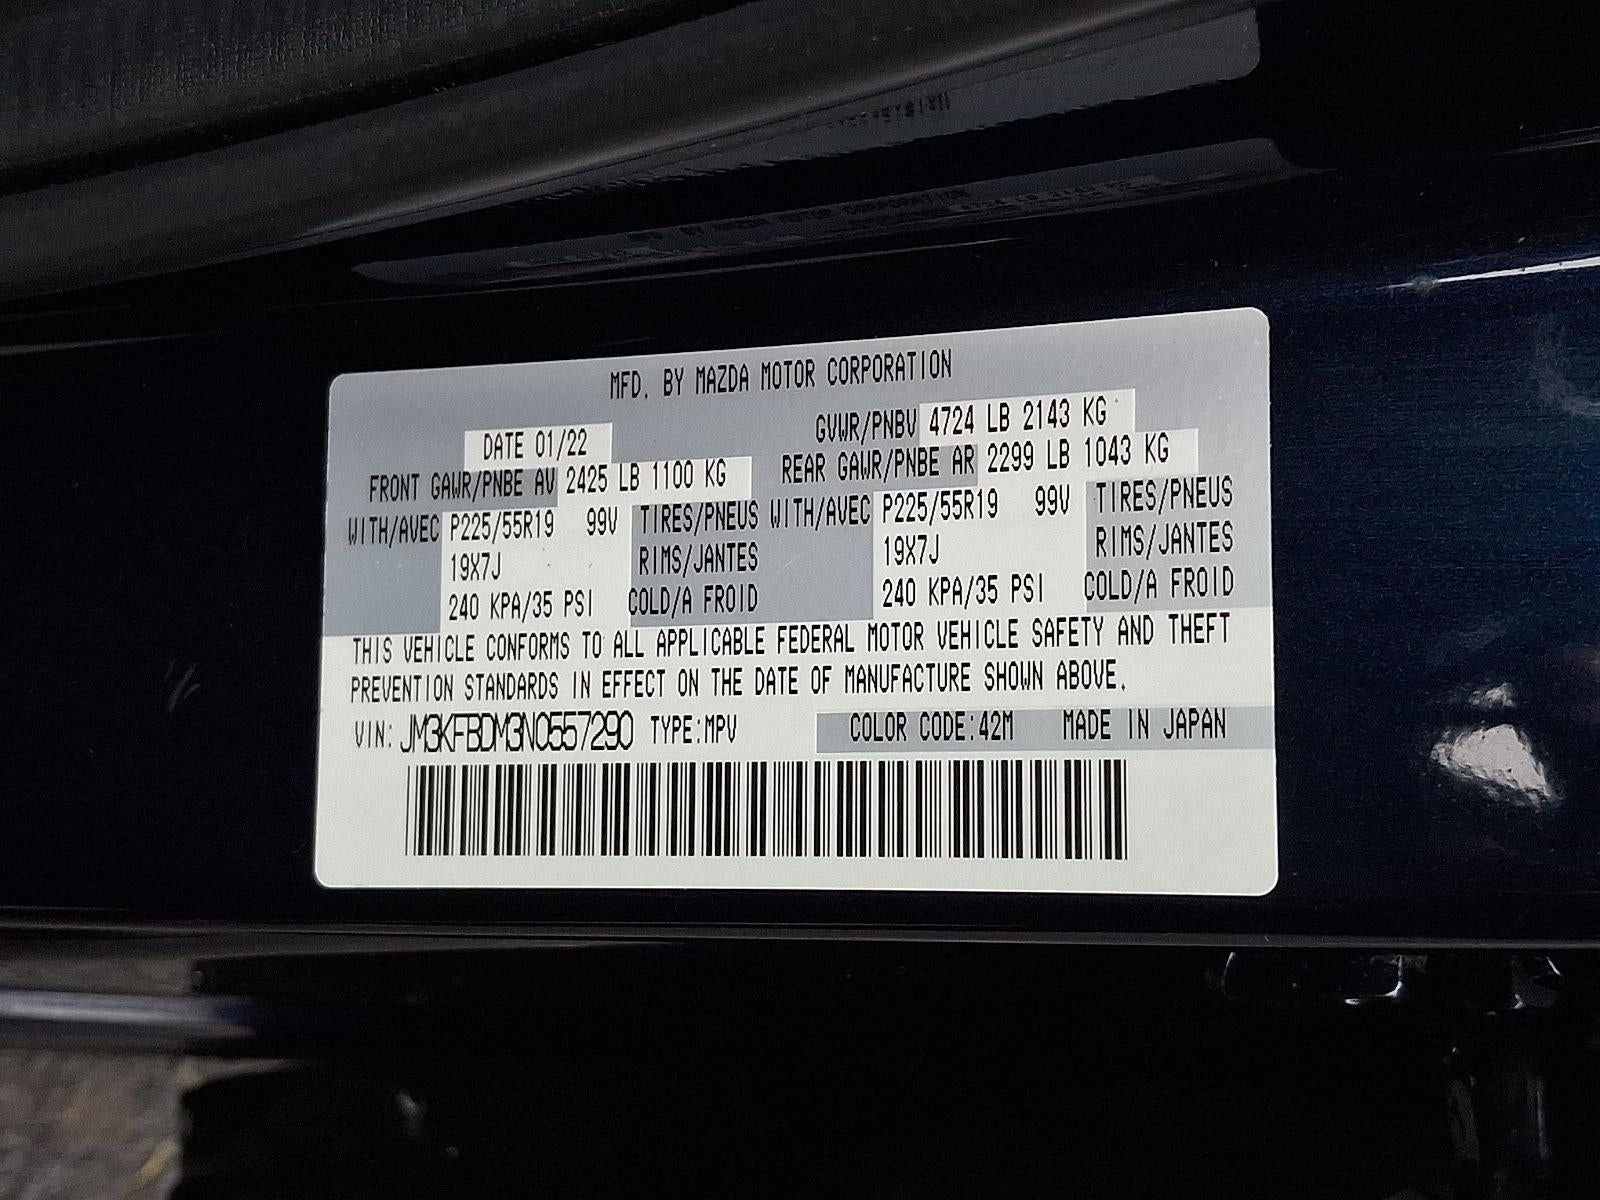 MFD. BY MAZDA MOTOR CORPORATION
DATE 01/22 GVWR/PNBV 4724 LB 2143 KG
FRONT GAWR/PNBE AV 2425 LB 1100 KG REAR GAWR/PNBE AR 2299 LB 1043 KG
WITH/AVEC P225/55R19 99V TIRES/PNEUS WITH/AVEC P225/55R19 99V TIRES/PNEUS
19X7J RIMS/JANTES 19X7J RIMS/JANTES
240 KPA/35 PSI COLD/A FROID 240 KPA/35 PSI COLD/A FROID
THIS VEHICLE CONFORMS TO ALL APPLICABLE FEDERAL MOTOR VEHICLE SAFETY AND THEFT
PREVENTION STANDARDS IN EFFECT ON THE DATE OF MANUFACTURE SHOWN ABOVE.
VIN: JM3KFBDM3N0557290 TYPE:MPV COLOR CODE:42M MADE IN JAPAN